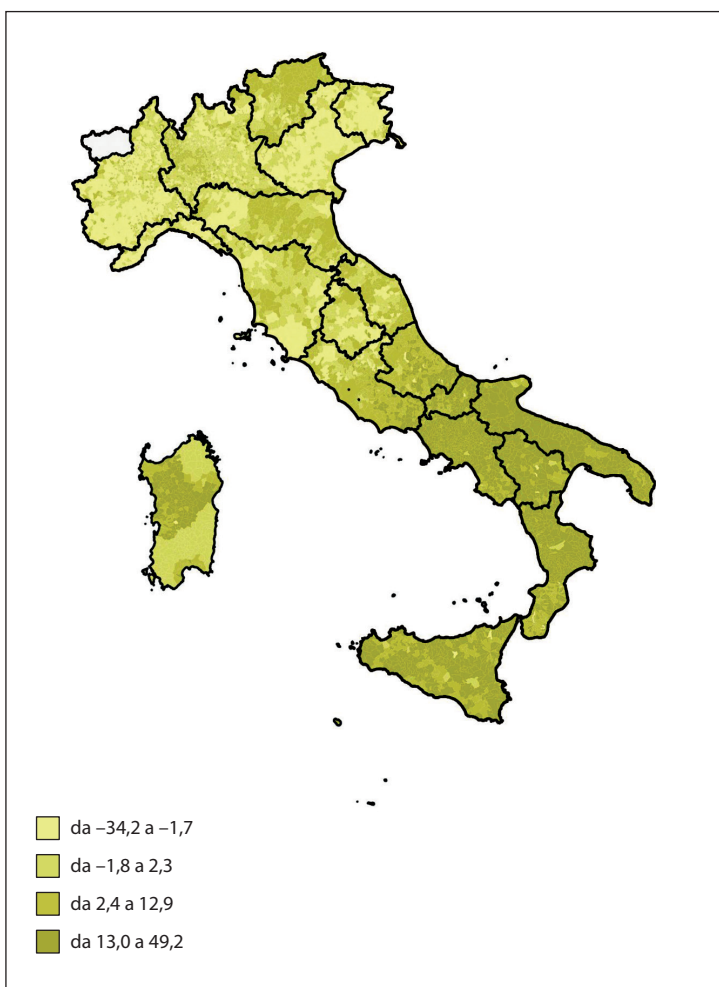 da –34,2 a –1,7
da –1,8 a 2,3
da 2,4 a 12,9
da 13,0 a 49,2